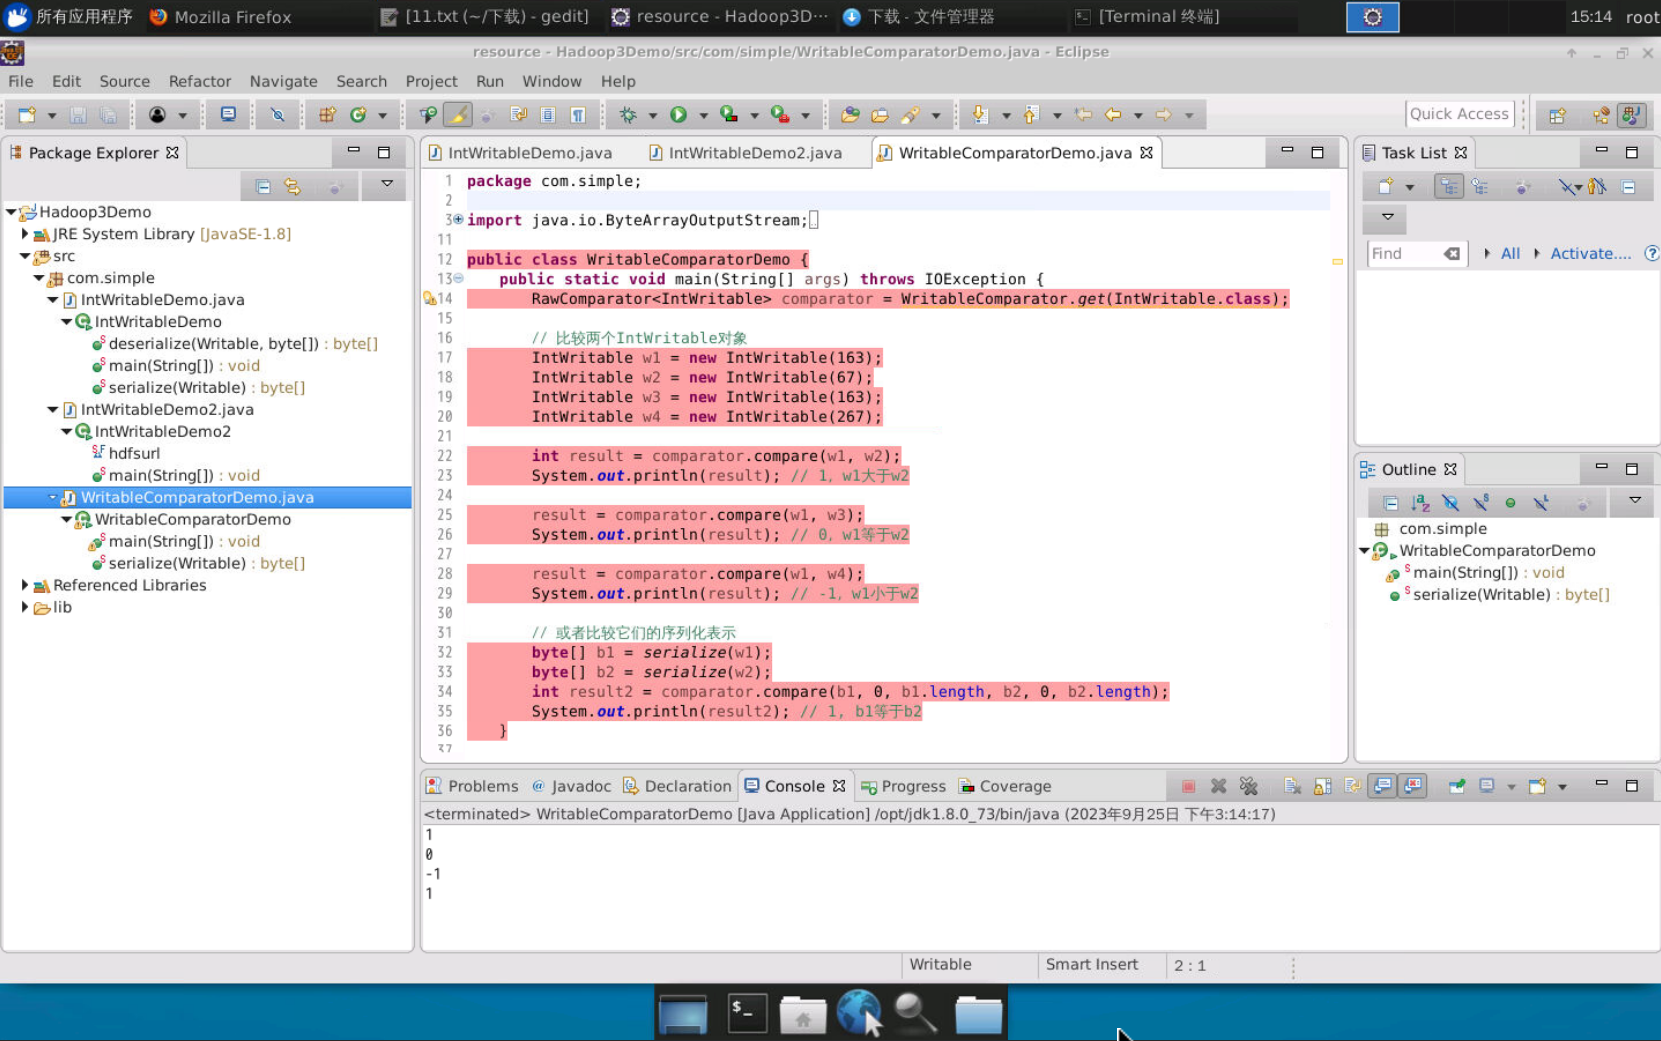 所有应用程序 Mozilla Firefox [11.txt (~/下载) - gedit] resource - Hadoop3D··· 下载 - 文件管理器 [Terminal 终端] 15:14 root
resource - Hadoop3Demo/src/com/simple/WritableComparatorDemo.java - Eclipse
File Edit Source Refactor Navigate Search Project Run Window Help
Quick Access
Package Explorer
Hadoop3Demo
JRE System Library [JavaSE-1.8]
src
com.simple
IntWritableDemo.java
IntWritableDemo
deserialize(Writable, byte[]) : byte[]
main(String[]) : void
serialize(Writable) : byte[]
IntWritableDemo2.java
IntWritableDemo2
hdfsurl
main(String[]) : void
WritableComparatorDemo.java
WritableComparatorDemo
main(String[]) : void
serialize(Writable) : byte[]
Referenced Libraries
lib
IntWritableDemo.java IntWritableDemo2.java WritableComparatorDemo.java
1 package com.simple;
2
3 import java.io.ByteArrayOutputStream;
11
12 public class WritableComparatorDemo {
13 public static void main(String[] args) throws IOException {
14 RawComparator<IntWritable> comparator = WritableComparator.get(IntWritable.class);
15
16 // 比较两个IntWritable对象
17 IntWritable w1 = new IntWritable(163);
18 IntWritable w2 = new IntWritable(67);
19 IntWritable w3 = new IntWritable(163);
20 IntWritable w4 = new IntWritable(267);
21
22 int result = comparator.compare(w1, w2);
23 System.out.println(result); // 1, w1大于w2
24
25 result = comparator.compare(w1, w3);
26 System.out.println(result); // 0, w1等于w2
27
28 result = comparator.compare(w1, w4);
29 System.out.println(result); // -1, w1小于w2
30
31 // 或者比较它们的序列化表示
32 byte[] b1 = serialize(w1);
33 byte[] b2 = serialize(w2);
34 int result2 = comparator.compare(b1, 0, b1.length, b2, 0, b2.length);
35 System.out.println(result2); // 1, b1等于b2
36 }
37
Task List
Find All Activate....
Outline
com.simple
WritableComparatorDemo
main(String[]) : void
serialize(Writable) : byte[]
Problems @ Javadoc Declaration Console Progress Coverage
<terminated> WritableComparatorDemo [Java Application] /opt/jdk1.8.0_73/bin/java (2023年9月25日 下午3:14:17)
1
0
-1
1
Writable Smart Insert 2 : 1